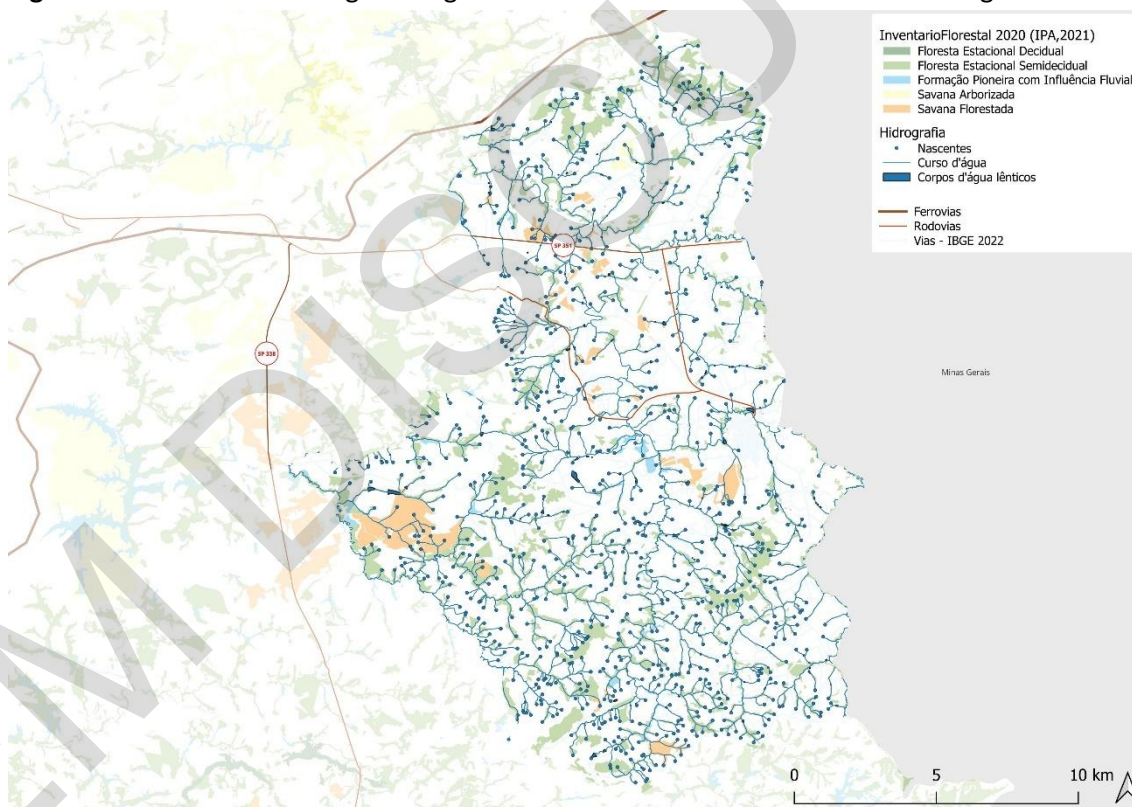 InventarioFlorestal 2020 (IPA,2021)
Floresta Estacional Decidual
Floresta Estacional Semidecidual
Formação Pioneira com Influência Fluvial
Savana Arborizada
Savana Florestada
Hidrografia
Nascentes
Curso d'água
Corpos d'água lênticos
Ferrovias
Rodovias
Vias - IBGE 2022
SP 351
SP 338
Minas Gerais
M DISCU
0 5 10 km